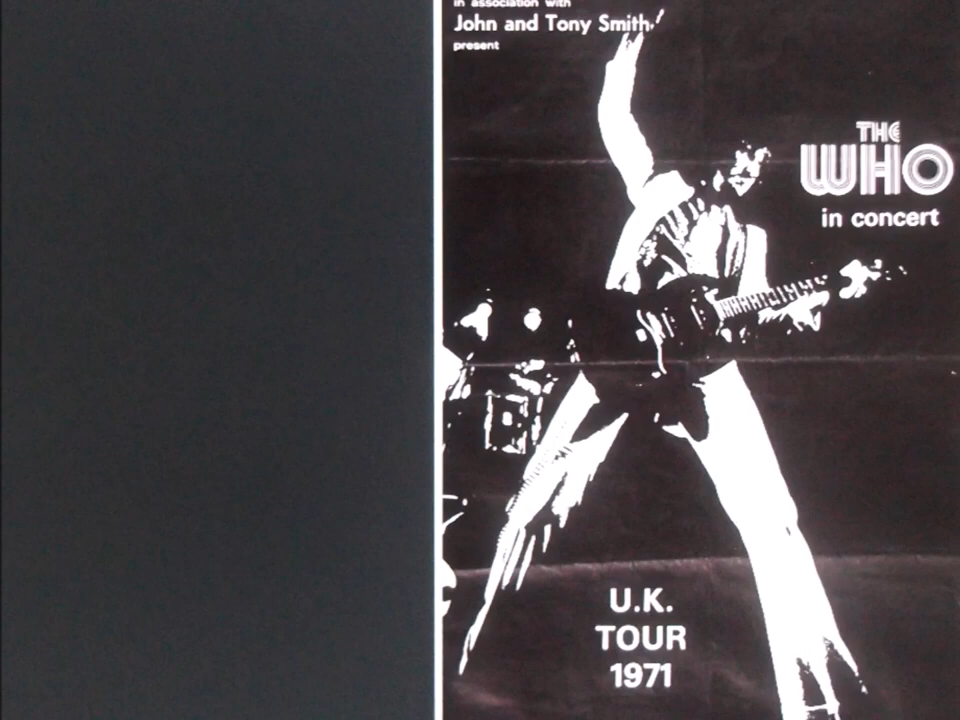 in association with
John and Tony Smith
present
THE
WHO
in concert
U.K.
TOUR
1971